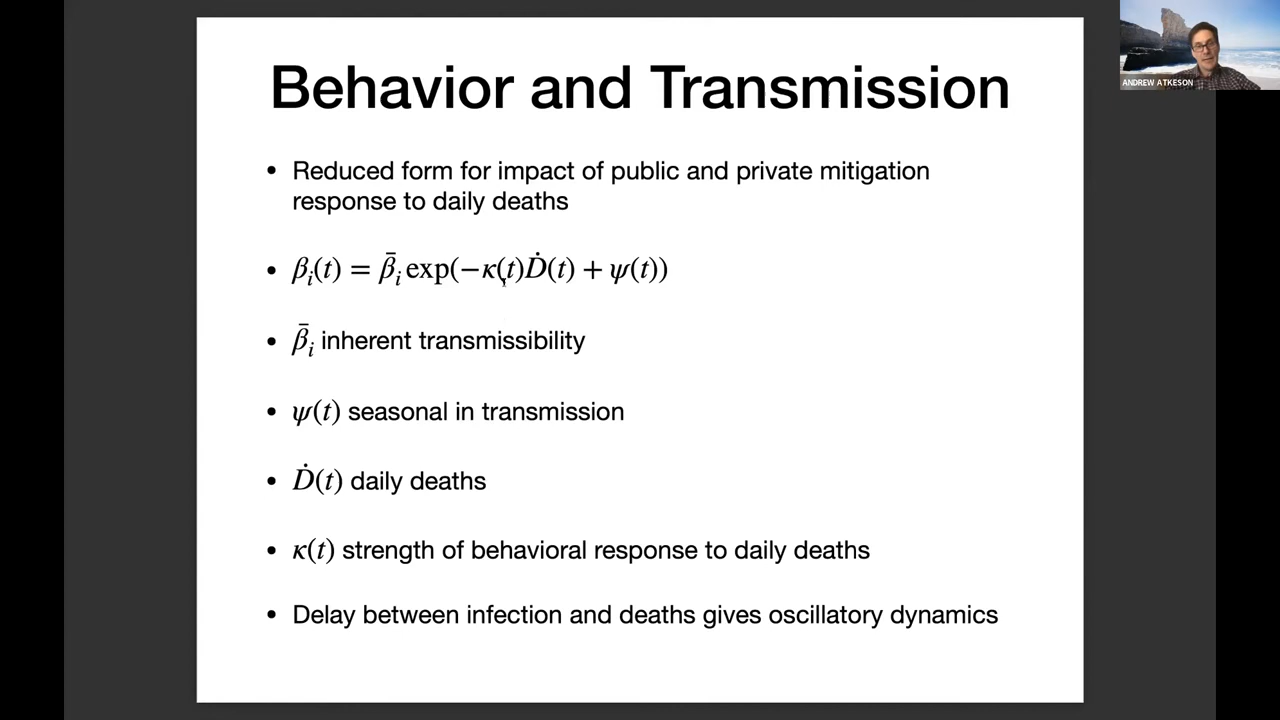 Behavior and Transmission
ANDREW ATKESON
• Reduced form for impact of public and private mitigation
response to daily deaths
• βᵢ(t) = β̄ᵢ exp(−κ(t)Ḋ(t) + ψ(t))
• β̄ᵢ inherent transmissibility
• ψ(t) seasonal in transmission
• Ḋ(t) daily deaths
• κ(t) strength of behavioral response to daily deaths
• Delay between infection and deaths gives oscillatory dynamics